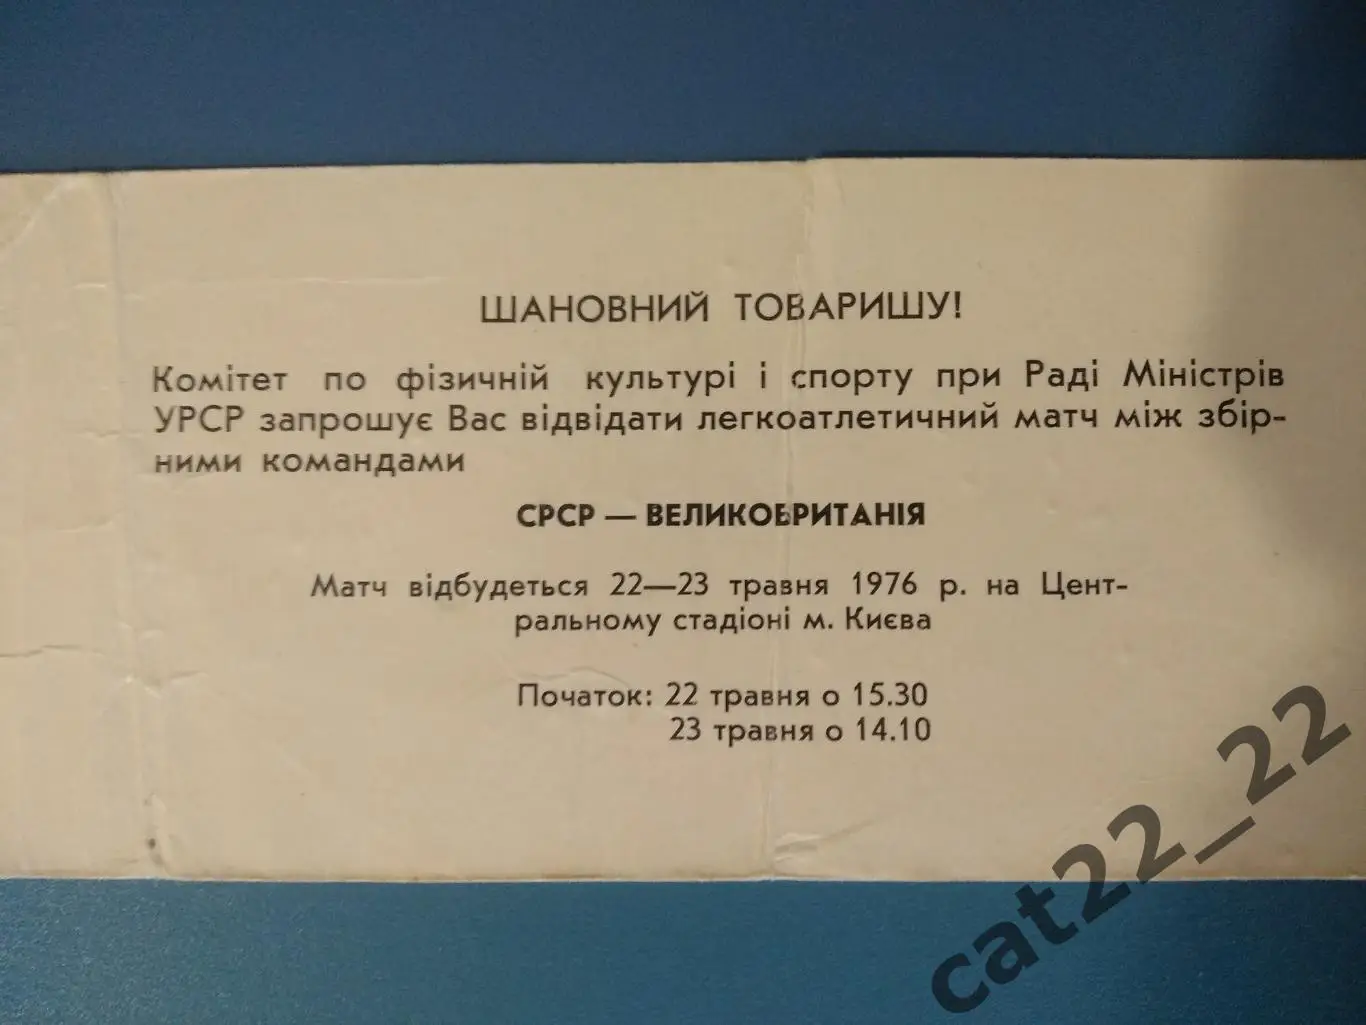 ШАНОВНИЙ ТОВАРИШУ!
Комітет по фізичній культурі і спорту при Раді Міністрів
УРСР запрошує Вас відвідати легкоатлетичний матч між збір-
ними командами
СРСР — ВЕЛИКОБРИТАНІЯ
Матч відбудеться 22—23 травня 1976 р. на Цент-
ральному стадіоні м. Києва
Початок: 22 травня о 15.30
23 травня о 14.10
cat22_22